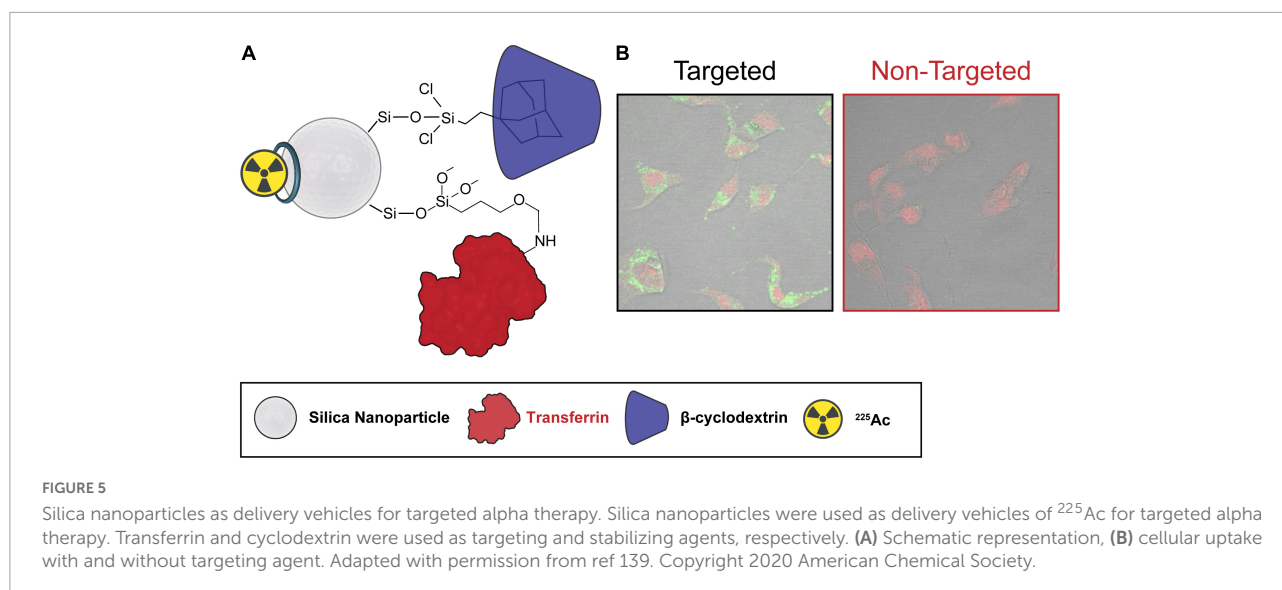 A
B
Targeted
Non-Targeted
Cl
Si
O
Si
Cl
O
O
Si
O
Si
O
NH
Silica Nanoparticle
Transferrin
β-cyclodextrin
²²⁵Ac
FIGURE 5
Silica nanoparticles as delivery vehicles for targeted alpha therapy. Silica nanoparticles were used as delivery vehicles of ²²⁵Ac for targeted alpha
therapy. Transferrin and cyclodextrin were used as targeting and stabilizing agents, respectively. (A) Schematic representation, (B) cellular uptake
with and without targeting agent. Adapted with permission from ref 139. Copyright 2020 American Chemical Society.